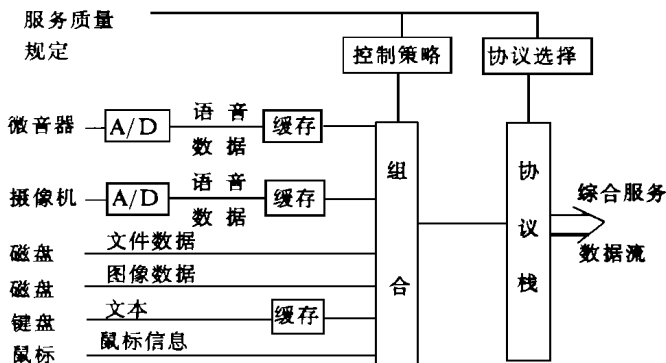 服务质量
规定
控制策略
协议选择
微音器
A/D
语音
数据
缓存
摄像机
A/D
语音
数据
缓存
组合
协议栈
综合服务
数据流
磁盘
文件数据
磁盘
图像数据
键盘
文本
缓存
鼠标
鼠标信息